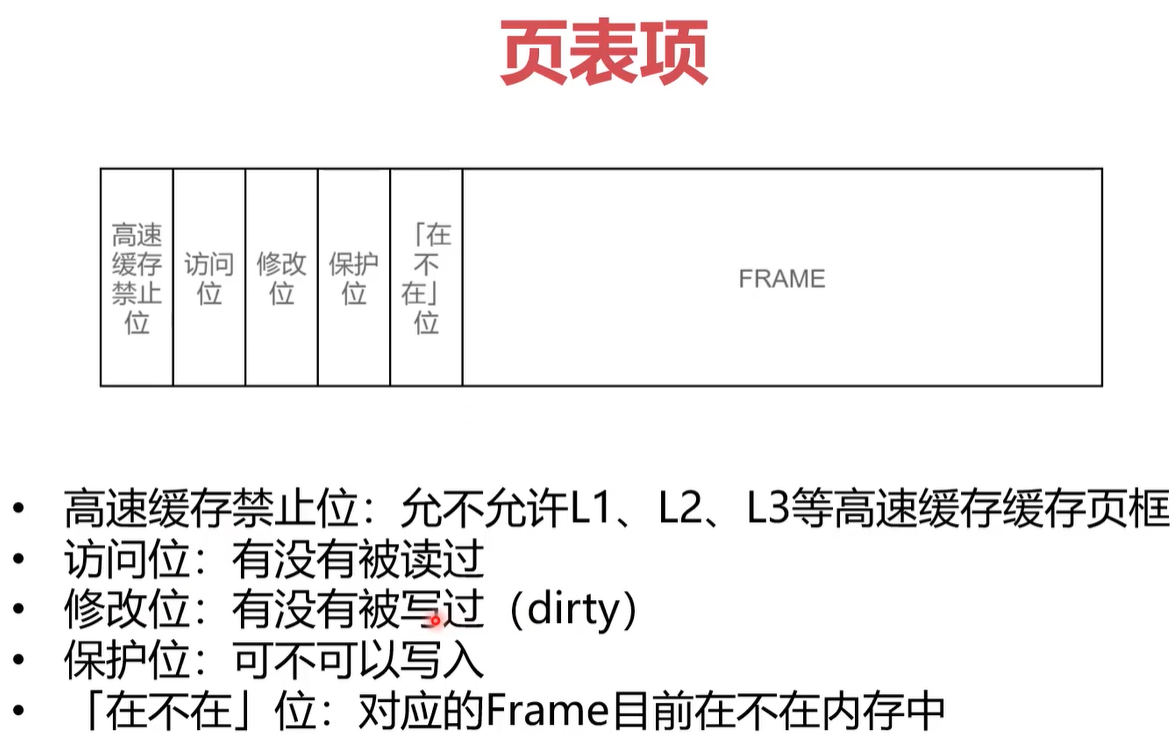 页表项
高速
缓存
禁止
位
访问
位
修改
位
保护
位
「在
不
在」
位
FRAME
• 高速缓存禁止位：允不允许L1、L2、L3等高速缓存缓存页框
• 访问位：有没有被读过
• 修改位：有没有被写过（dirty）
• 保护位：可不可以写入
• 「在不在」位：对应的Frame目前在不在内存中